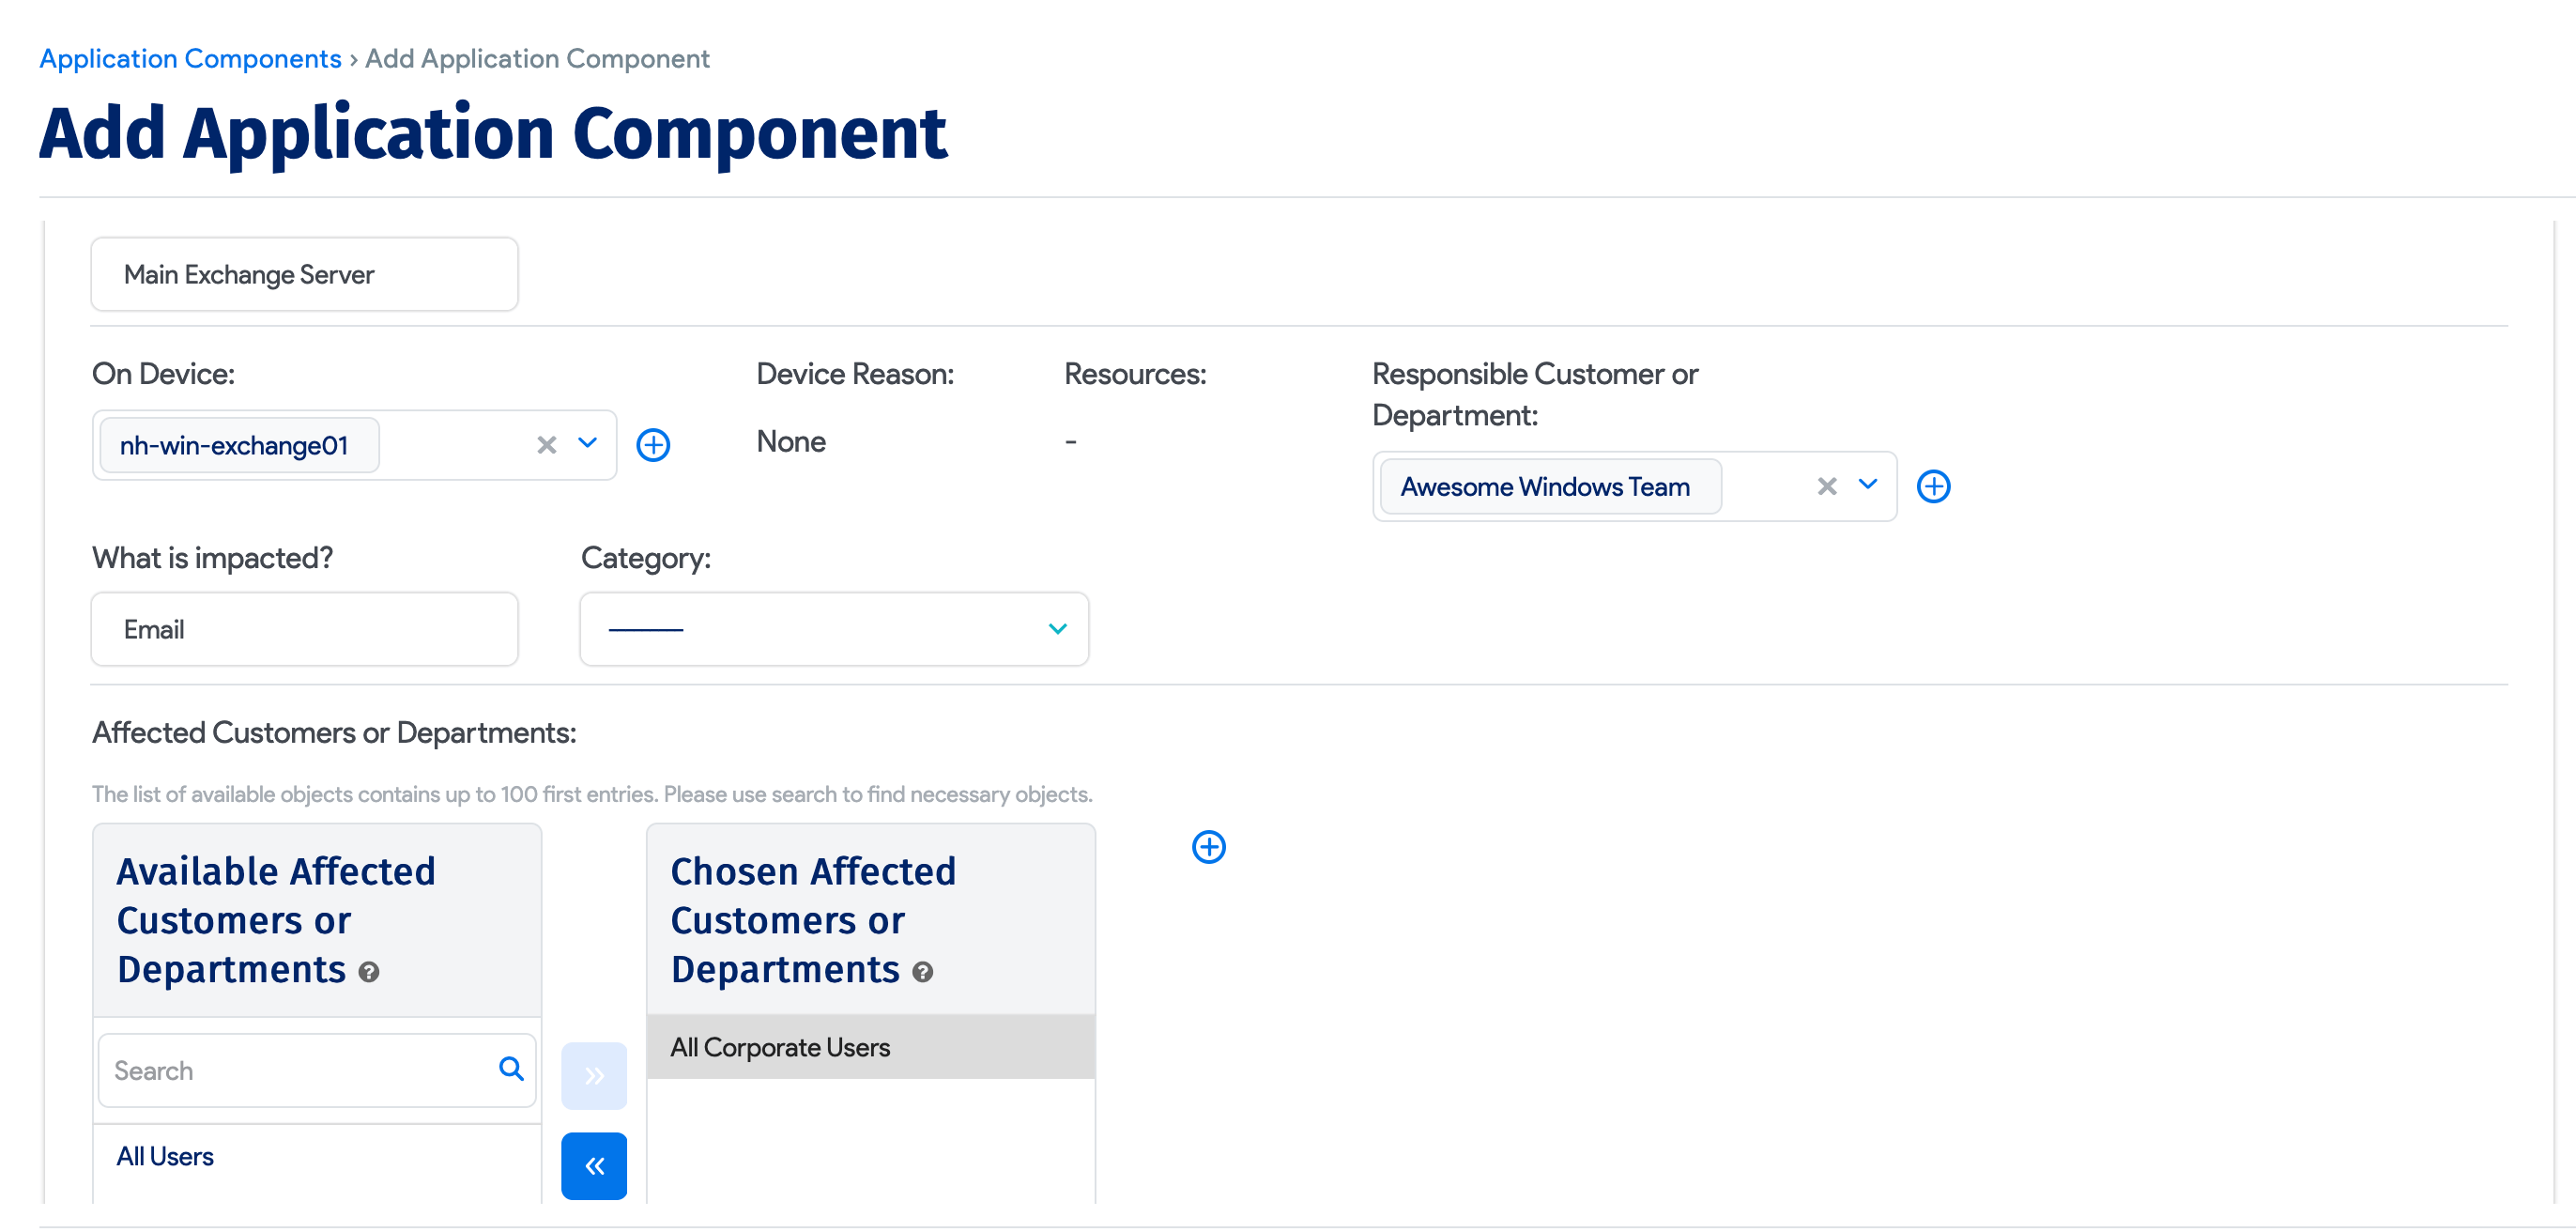 Application Components › Add Application Component
Add Application Component
Main Exchange Server
On Device:
nh-win-exchange01
Device Reason:
None
Resources:
-
Responsible Customer or
Department:
Awesome Windows Team
What is impacted?
Email
Category:
---------
Affected Customers or Departments:
The list of available objects contains up to 100 first entries. Please use search to find necessary objects.
Available Affected
Customers or
Departments
Search
All Users
Chosen Affected
Customers or
Departments
All Corporate Users